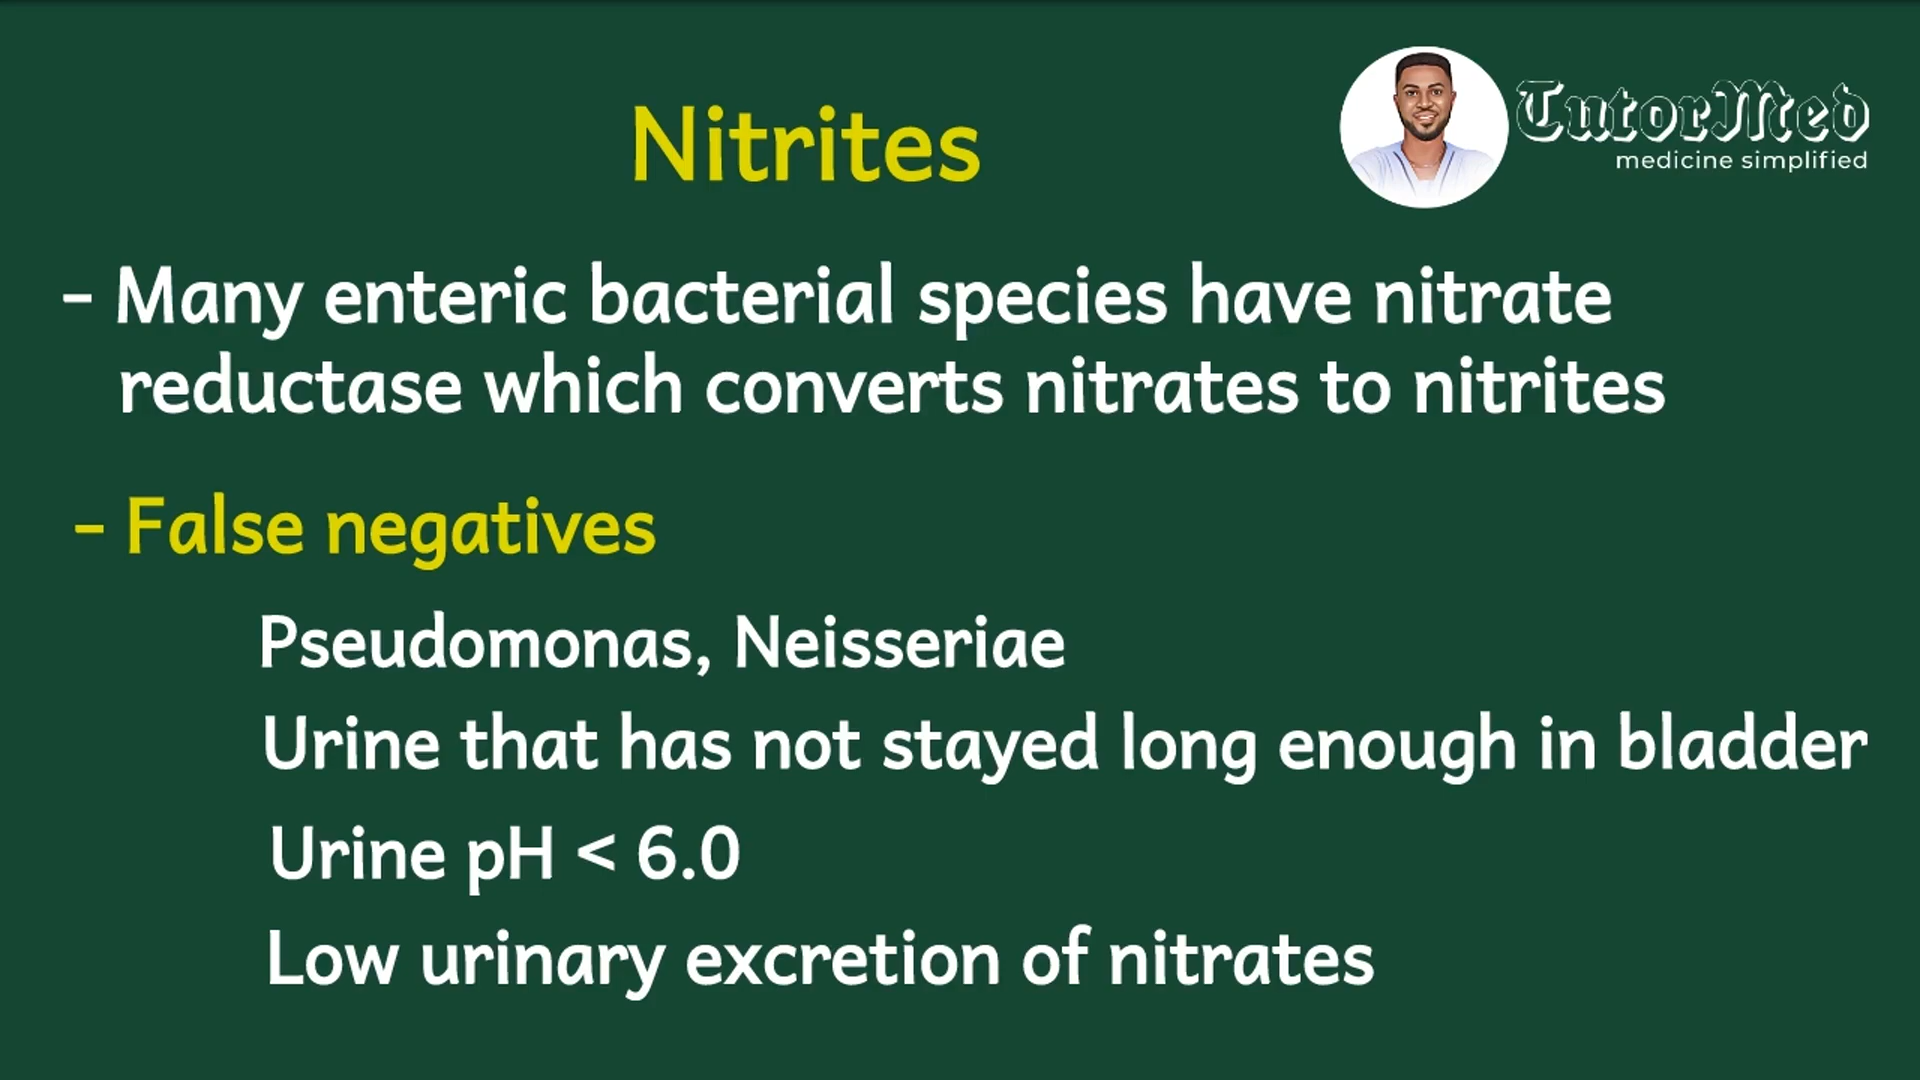 Nitrites
TutorMed
medicine simplified
- Many enteric bacterial species have nitrate
reductase which converts nitrates to nitrites
- False negatives
Pseudomonas, Neisseriae
Urine that has not stayed long enough in bladder
Urine pH < 6.0
Low urinary excretion of nitrates